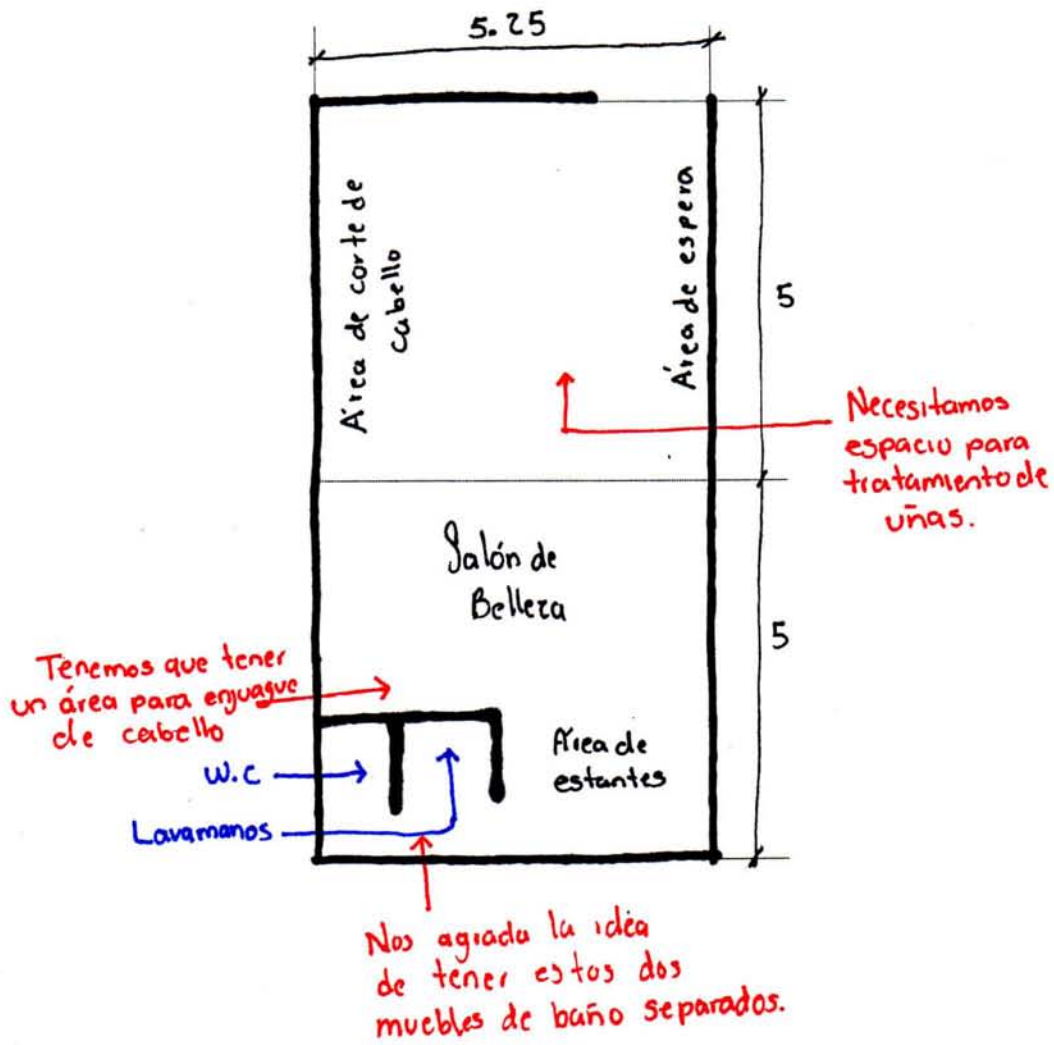 5.25
Área de corte de
cabello
Área de espera
5
Necesitamos
espacio para
tratamiento de
uñas.
Salón de
Belleza
5
Tenemos que tener
un área para enjuague
de cabello
W.C
Lavamanos
Área de
estantes
Nos agrada la idéa
de tener estos dos
muebles de baño separados.